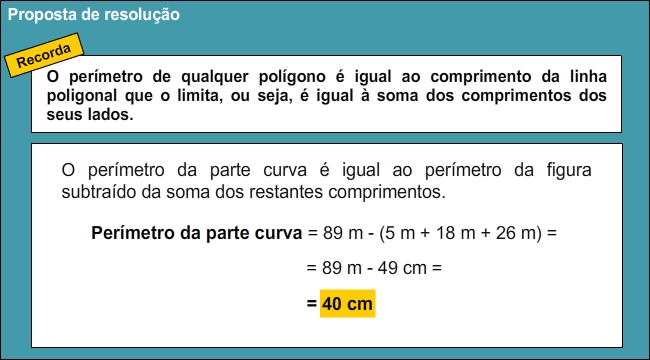 Proposta de resolução
Recorda
O perímetro de qualquer polígono é igual ao comprimento da linha
poligonal que o limita, ou seja, é igual à soma dos comprimentos dos
seus lados.
O perímetro da parte curva é igual ao perímetro da figura
subtraído da soma dos restantes comprimentos.
Perímetro da parte curva = 89 m - (5 m + 18 m + 26 m) =
= 89 m - 49 cm =
= 40 cm